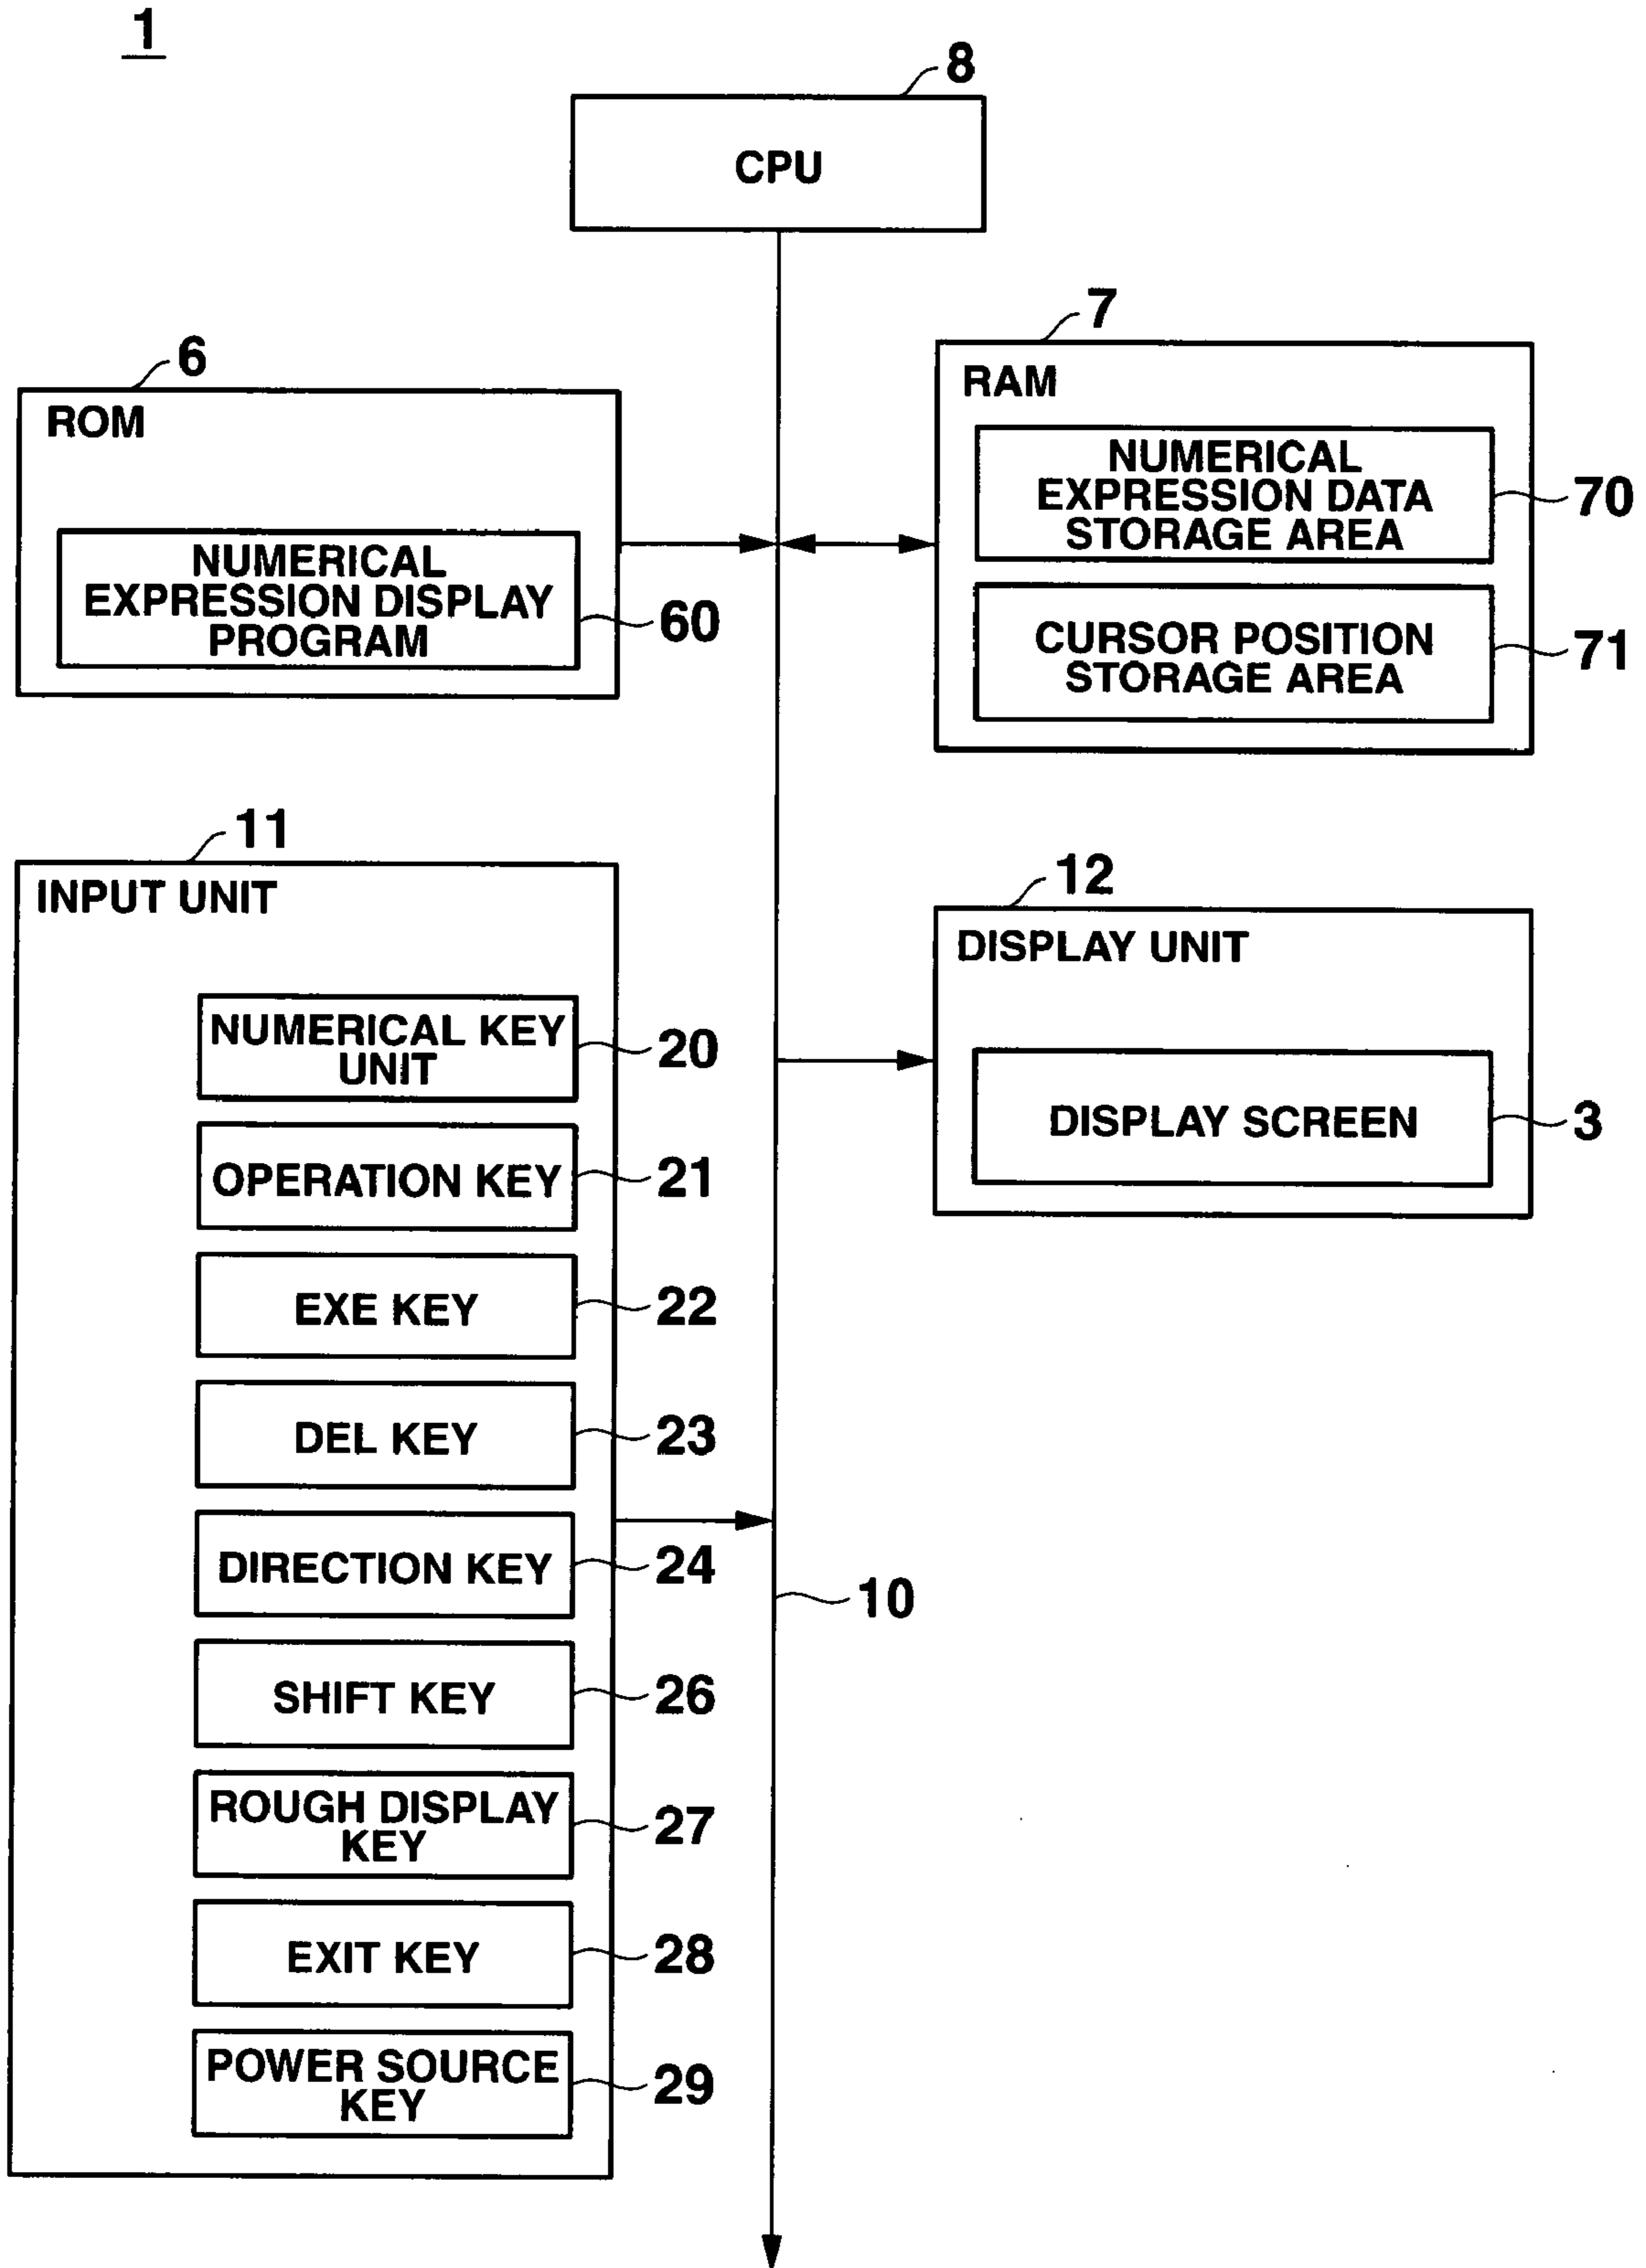 1
8
CPU
6
ROM
NUMERICAL
EXPRESSION DISPLAY
PROGRAM
60
7
RAM
NUMERICAL
EXPRESSION DATA
STORAGE AREA
70
CURSOR POSITION
STORAGE AREA
71
11
INPUT UNIT
NUMERICAL KEY
UNIT
20
OPERATION KEY
21
EXE KEY
22
DEL KEY
23
DIRECTION KEY
24
SHIFT KEY
26
ROUGH DISPLAY
KEY
27
EXIT KEY
28
POWER SOURCE
KEY
29
12
DISPLAY UNIT
DISPLAY SCREEN
3
10